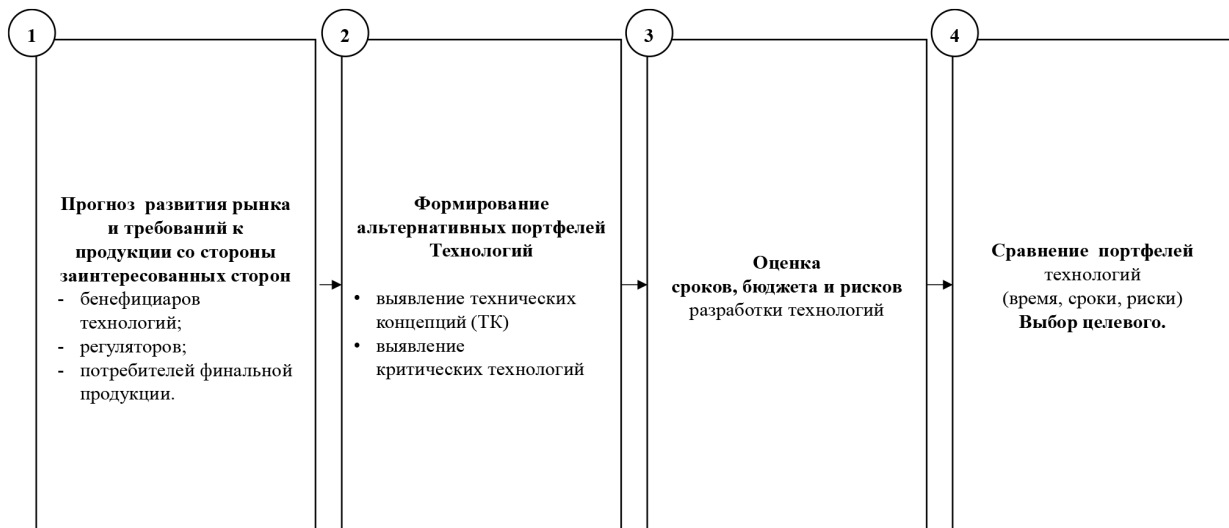 1
Прогноз развития рынка
и требований к
продукции со стороны
заинтересованных сторон
- бенефициаров
технологий;
- регуляторов;
- потребителей финальной
продукции.
2
Формирование
альтернативных портфелей
Технологий
• выявление технических
концепций (ТК)
• выявление
критических технологий
3
Оценка
сроков, бюджета и рисков
разработки технологий
4
Сравнение портфелей
технологий
(время, сроки, риски)
Выбор целевого.